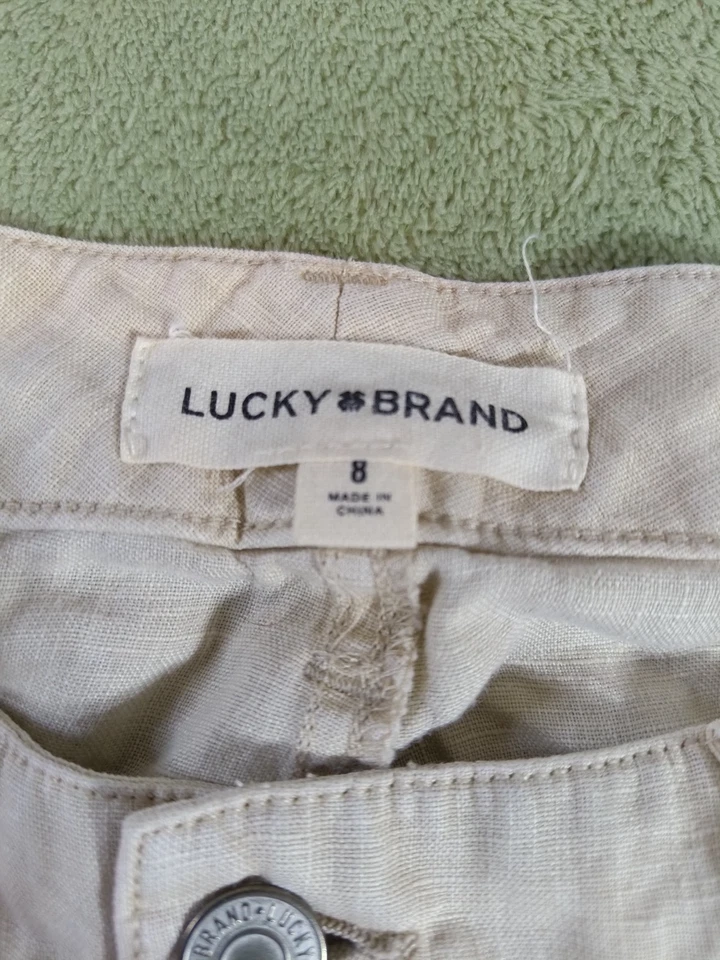 LUCKY BRAND
8
MADE IN
CHINA
BRAND • LUCKY